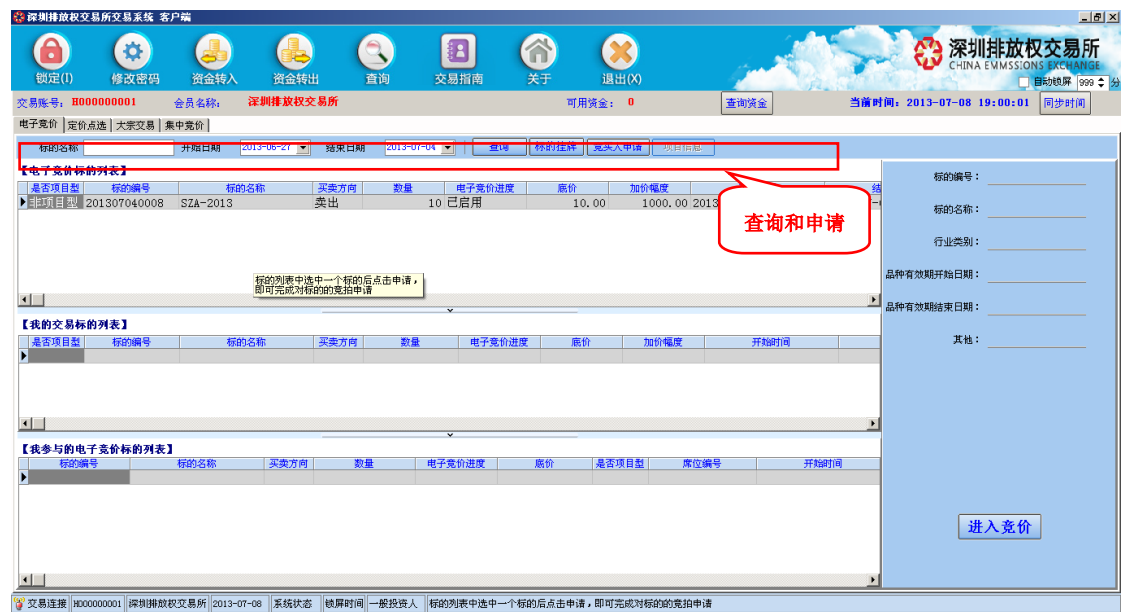 深圳排放权交易所交易系统 客户端
锁定(I) 修改密码 资金转入 资金转出 查询 交易指南 关于 退出(X)
深圳排放权交易所
CHINA EMMSSIONS EXCHANGE
自动锁屏 999 分
交易账号： H000000001 会员名称： 深圳排放权交易所 可用资金： 0 查询资金 当前时间： 2013-07-08 19:00:01 同步时间
电子竞价 定价点选 大宗交易 集中竞价
标的名称 开始日期 2013-06-27 结束日期 2013-07-04 查询 标的挂牌 竞买人申请 项目信息
【电子竞价标的列表】
是否项目型 标的编号 标的名称 买卖方向 数量 电子竞价进度 底价 加价幅度 结
非项目型 201307040008 SZA-2013 卖出 10 已启用 10.00 1000.00 2013
查询和申请
标的列表中选中一个标的后点击申请，
即可完成对标的的竞拍申请
【我的交易标的列表】
是否项目型 标的编号 标的名称 买卖方向 数量 电子竞价进度 底价 加价幅度 开始时间
【我参与的电子竞价标的列表】
标的编号 标的名称 买卖方向 数量 电子竞价进度 底价 是否项目型 席位编号 开始时间
标的编号：
标的名称：
行业类别：
品种有效期开始日期：
品种有效期结束日期：
其他：
进入竞价
交易连接 H000000001 深圳排放权交易所 2013-07-08 系统状态 锁屏时间 一般投资人 标的列表中选中一个标的后点击申请，即可完成对标的的竞拍申请